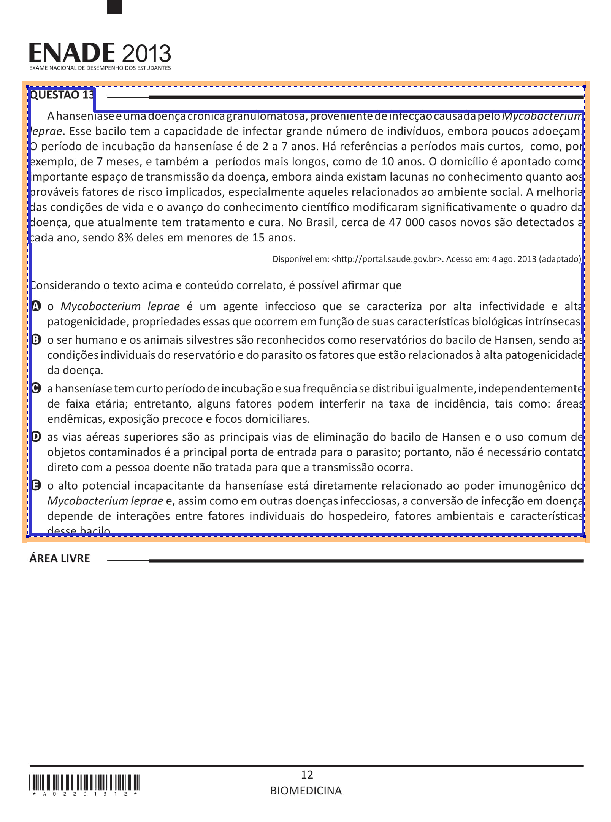 ENADE 2013
EXAME NACIONAL DE DESEMPENHO DOS ESTUDANTES
QUESTÃO 13
A hanseníase é uma doença crônica granulomatosa, proveniente de infecção causada pelo Mycobacterium
leprae. Esse bacilo tem a capacidade de infectar grande número de indivíduos, embora poucos adoeçam.
O período de incubação da hanseníase é de 2 a 7 anos. Há referências a períodos mais curtos, como, por
exemplo, de 7 meses, e também a períodos mais longos, como de 10 anos. O domicílio é apontado como
importante espaço de transmissão da doença, embora ainda existam lacunas no conhecimento quanto aos
prováveis fatores de risco implicados, especialmente aqueles relacionados ao ambiente social. A melhoria
das condições de vida e o avanço do conhecimento científico modificaram significativamente o quadro da
doença, que atualmente tem tratamento e cura. No Brasil, cerca de 47 000 casos novos são detectados a
cada ano, sendo 8% deles em menores de 15 anos.
Disponível em: <http://portal.saude.gov.br>. Acesso em: 4 ago. 2013 (adaptado).
Considerando o texto acima e conteúdo correlato, é possível afirmar que
A o Mycobacterium leprae é um agente infeccioso que se caracteriza por alta infectividade e alta
patogenicidade, propriedades essas que ocorrem em função de suas características biológicas intrínsecas.
B o ser humano e os animais silvestres são reconhecidos como reservatórios do bacilo de Hansen, sendo as
condições individuais do reservatório e do parasito os fatores que estão relacionados à alta patogenicidade
da doença.
C a hanseníase tem curto período de incubação e sua frequência se distribui igualmente, independentemente
de faixa etária; entretanto, alguns fatores podem interferir na taxa de incidência, tais como: áreas
endêmicas, exposição precoce e focos domiciliares.
D as vias aéreas superiores são as principais vias de eliminação do bacilo de Hansen e o uso comum de
objetos contaminados é a principal porta de entrada para o parasito; portanto, não é necessário contato
direto com a pessoa doente não tratada para que a transmissão ocorra.
E o alto potencial incapacitante da hanseníase está diretamente relacionado ao poder imunogênico do
Mycobacterium leprae e, assim como em outras doenças infecciosas, a conversão de infecção em doença
depende de interações entre fatores individuais do hospedeiro, fatores ambientais e características
desse bacilo.
ÁREA LIVRE
12
BIOMEDICINA
* A 0 2 2 0 1 3 1 2 *